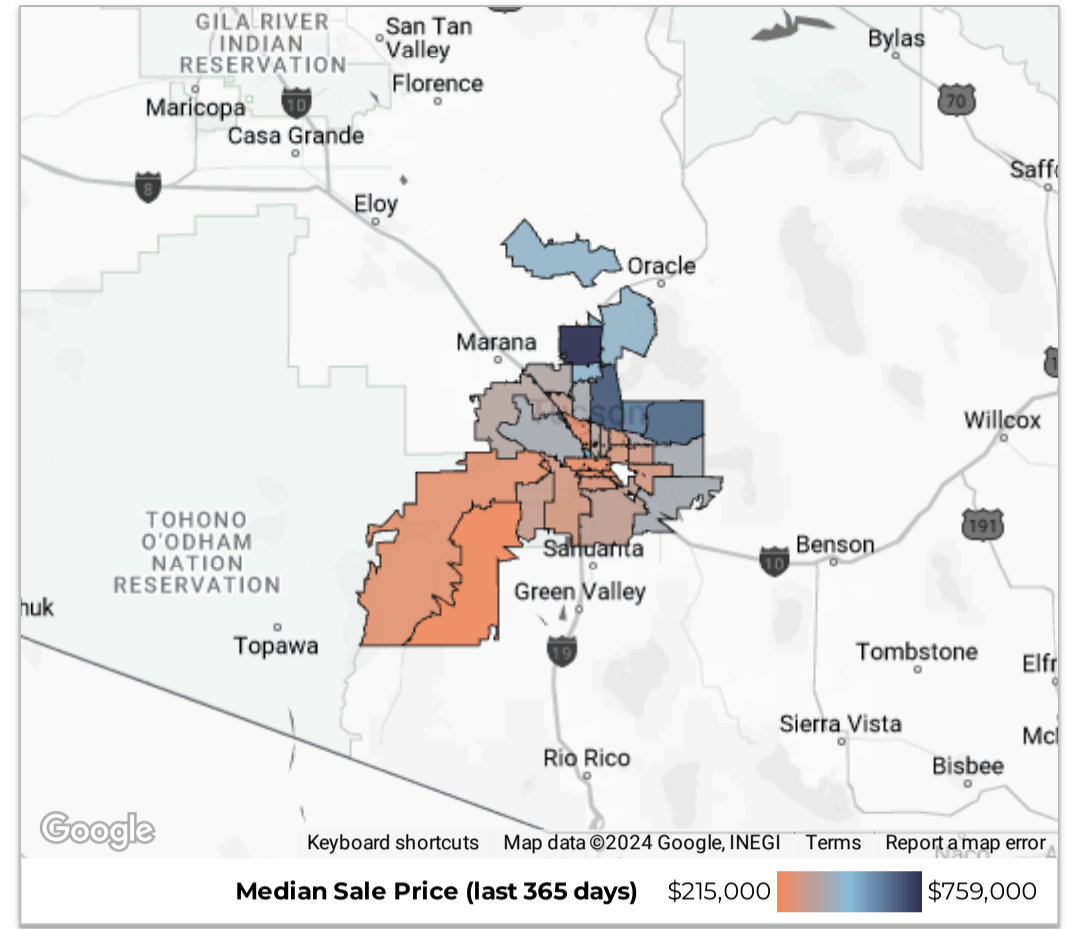 GILA RIVER
INDIAN
RESERVATION
San Tan
Valley
Bylas
Florence
Maricopa
10
70
Casa Grande
8
Saff
Eloy
Oracle
Marana
Tucson
Willcox
TOHONO
O'ODHAM
NATION
RESERVATION
191
Benson
10
Sahuarita
Green Valley
huk
Topawa
19
Tombstone
Elfr
Sierra Vista
Rio Rico
Bisbee
Google
Keyboard shortcuts
Map data ©2024 Google, INEGI
Terms
Report a map error
Naco
Median Sale Price (last 365 days)
$215,000
$759,000